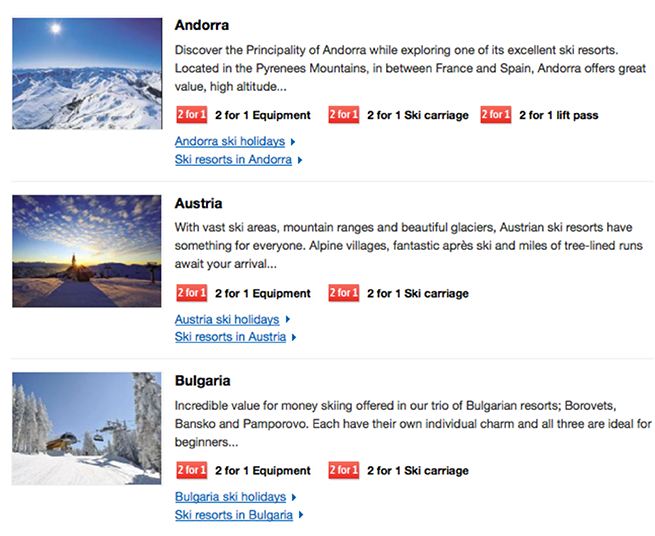 Andorra
Discover the Principality of Andorra while exploring one of its excellent ski resorts.
Located in the Pyrenees Mountains, in between France and Spain, Andorra offers great
value, high altitude...
2 for 1 2 for 1 Equipment 2 for 1 2 for 1 Ski carriage 2 for 1 2 for 1 lift pass
Andorra ski holidays
Ski resorts in Andorra
Austria
With vast ski areas, mountain ranges and beautiful glaciers, Austrian ski resorts have
something for everyone. Alpine villages, fantastic après ski and miles of tree-lined runs
await your arrival...
2 for 1 2 for 1 Equipment 2 for 1 2 for 1 Ski carriage
Austria ski holidays
Ski resorts in Austria
Bulgaria
Incredible value for money skiing offered in our trio of Bulgarian resorts; Borovets,
Bansko and Pamporovo. Each have their own individual charm and all three are ideal for
beginners...
2 for 1 2 for 1 Equipment 2 for 1 2 for 1 Ski carriage
Bulgaria ski holidays
Ski resorts in Bulgaria